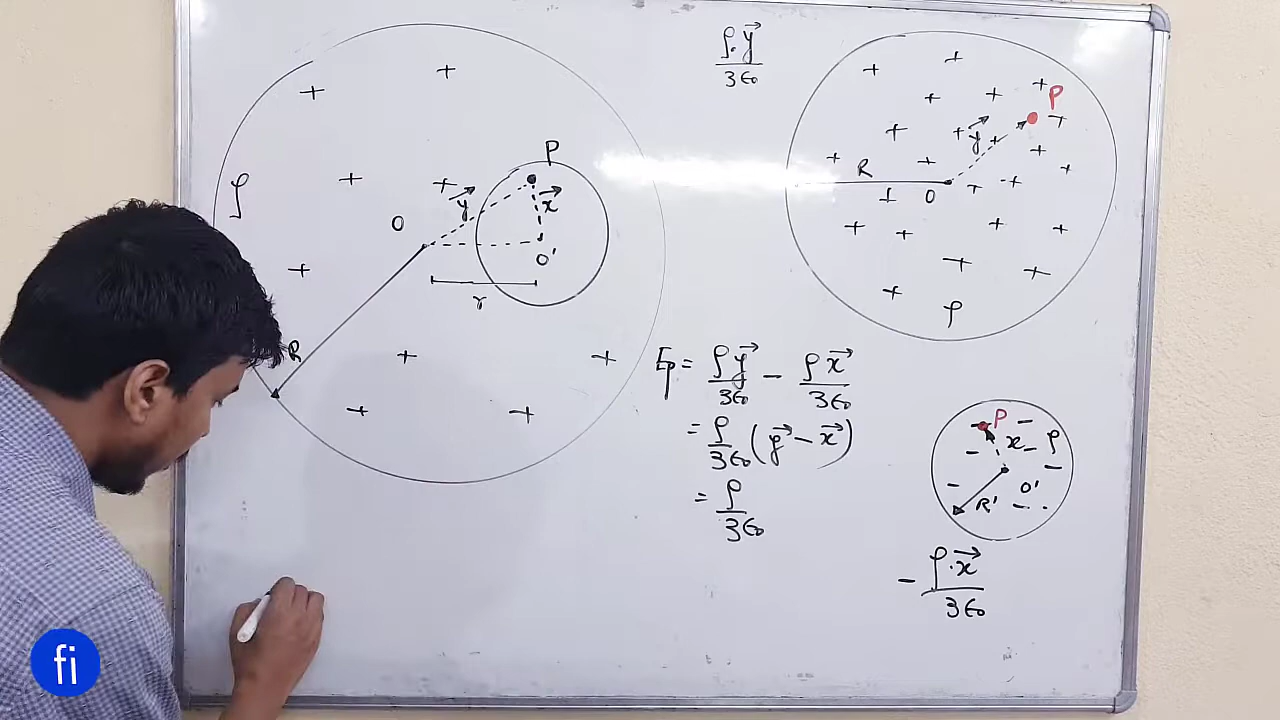 ρ
O
y⃗
P
x⃗
O'
r
R
ρ·y⃗/3ε₀
P
y⃗
R
O
ρ
Ep = ρy⃗/3ε₀ − ρx⃗/3ε₀
= ρ/3ε₀ (y⃗ − x⃗)
= ρ/3ε₀
P
x
ρ
O'
R'
− ρ·x⃗/3ε₀
fi